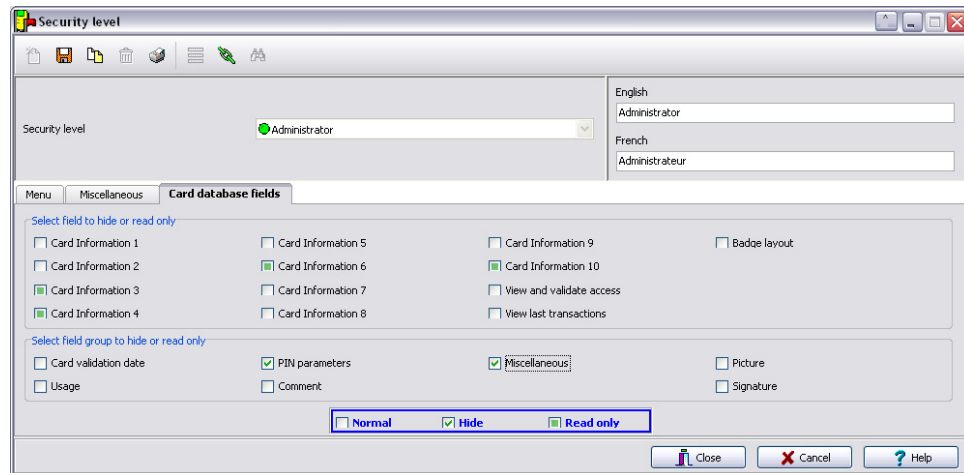 Security level
English
Administrator
Security level
Administrator
French
Administrateur
Menu Miscellaneous Card database fields
Select field to hide or read only
Card Information 1 Card Information 5 Card Information 9 Badge layout
Card Information 2 Card Information 6 Card Information 10
Card Information 3 Card Information 7 View and validate access
Card Information 4 Card Information 8 View last transactions
Select field group to hide or read only
Card validation date PIN parameters Miscellaneous Picture
Usage Comment Signature
Normal Hide Read only
Close Cancel ? Help